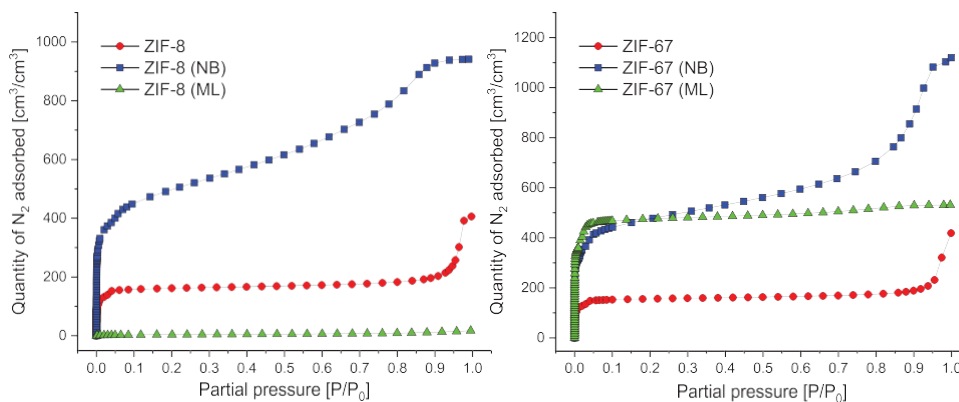 Quantity of N₂ adsorbed [cm³/cm³]
1000
800
600
400
200
0
ZIF-8
ZIF-8 (NB)
ZIF-8 (ML)
0.0 0.1 0.2 0.3 0.4 0.5 0.6 0.7 0.8 0.9 1.0
Partial pressure [P/P₀]
Quantity of N₂ adsorbed [cm³/cm³]
1200
1000
800
600
400
200
0
ZIF-67
ZIF-67 (NB)
ZIF-67 (ML)
0.0 0.1 0.2 0.3 0.4 0.5 0.6 0.7 0.8 0.9 1.0
Partial pressure [P/P₀]